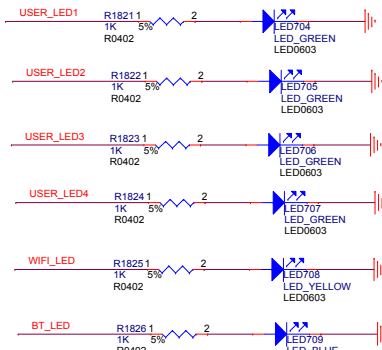 USER_LED1
R1821 1 2
1K 5%
R0402
LED704
LED_GREEN
LED0603
USER_LED2
R1822 1 2
1K 5%
R0402
LED705
LED_GREEN
LED0603
USER_LED3
R1823 1 2
1K 5%
R0402
LED706
LED_GREEN
LED0603
USER_LED4
R1824 1 2
1K 5%
R0402
LED707
LED_GREEN
LED0603
WIFI_LED
R1825 1 2
1K 5%
R0402
LED708
LED_YELLOW
LED0603
BT_LED
R1826 1 2
1K 5%
R0402
LED709
LED_BLUE